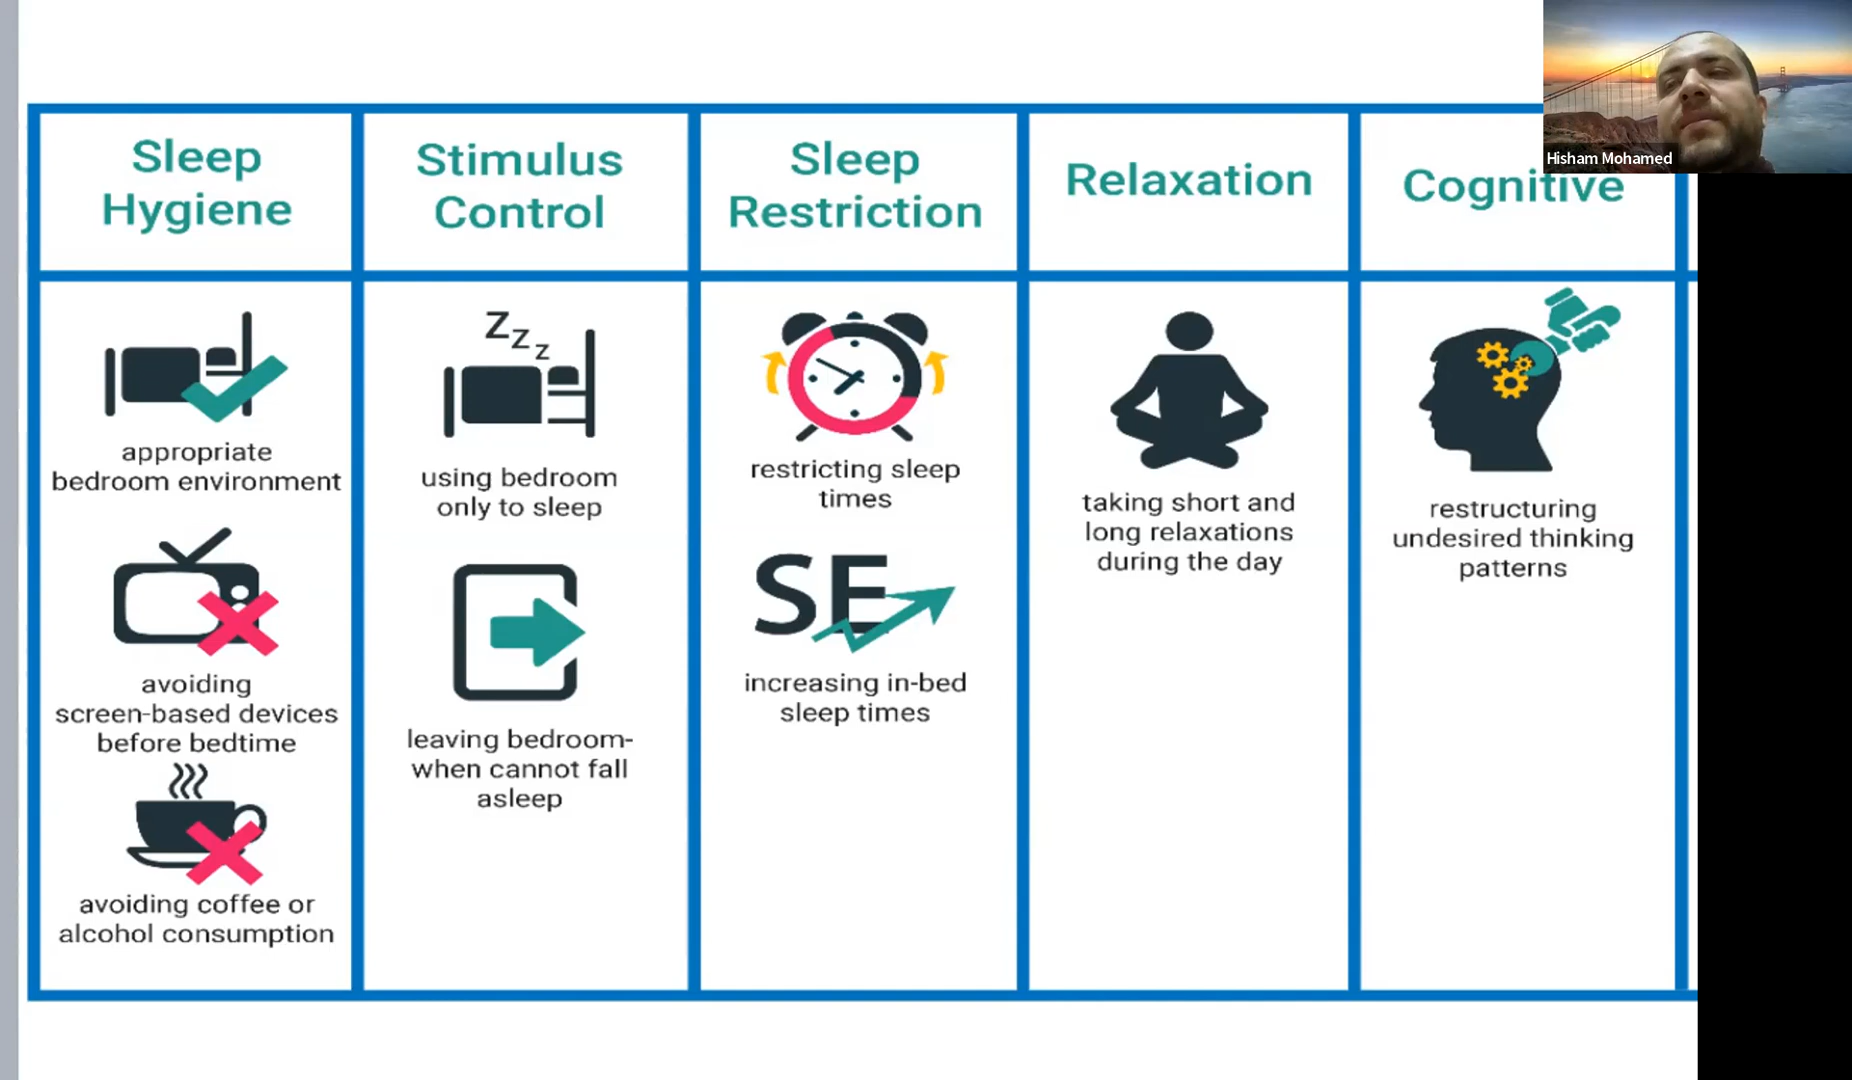 Hisham Mohamed
Sleep
Hygiene
Stimulus
Control
Sleep
Restriction
Relaxation
Cognitive
appropriate
bedroom environment
avoiding
screen-based devices
before bedtime
avoiding coffee or
alcohol consumption
Zzz
using bedroom
only to sleep
leaving bedroom-
when cannot fall
asleep
restricting sleep
times
SE
increasing in-bed
sleep times
taking short and
long relaxations
during the day
restructuring
undesired thinking
patterns